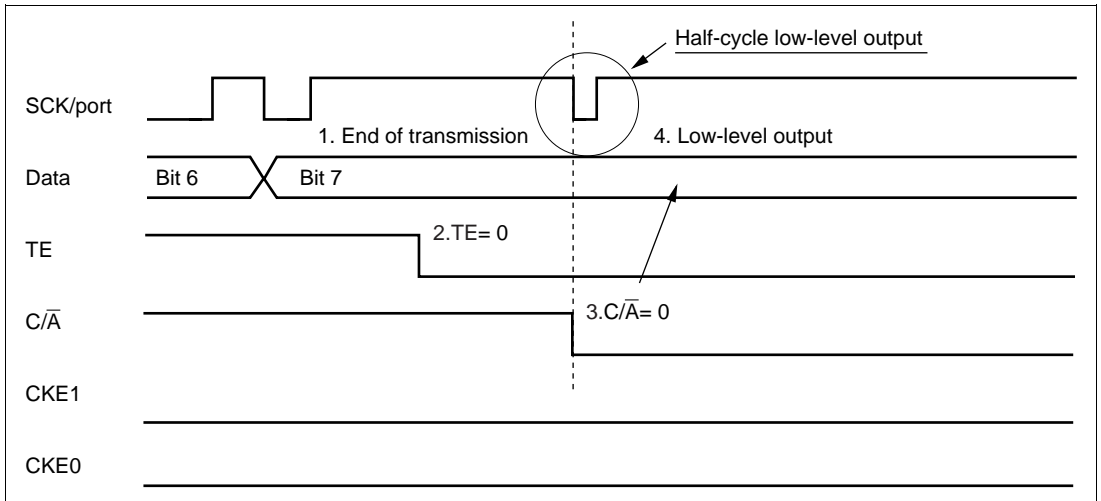 Half-cycle low-level output
SCK/port
1. End of transmission
4. Low-level output
Data
Bit 6
Bit 7
TE
2.TE= 0
C/A̅
3.C/A̅= 0
CKE1
CKE0